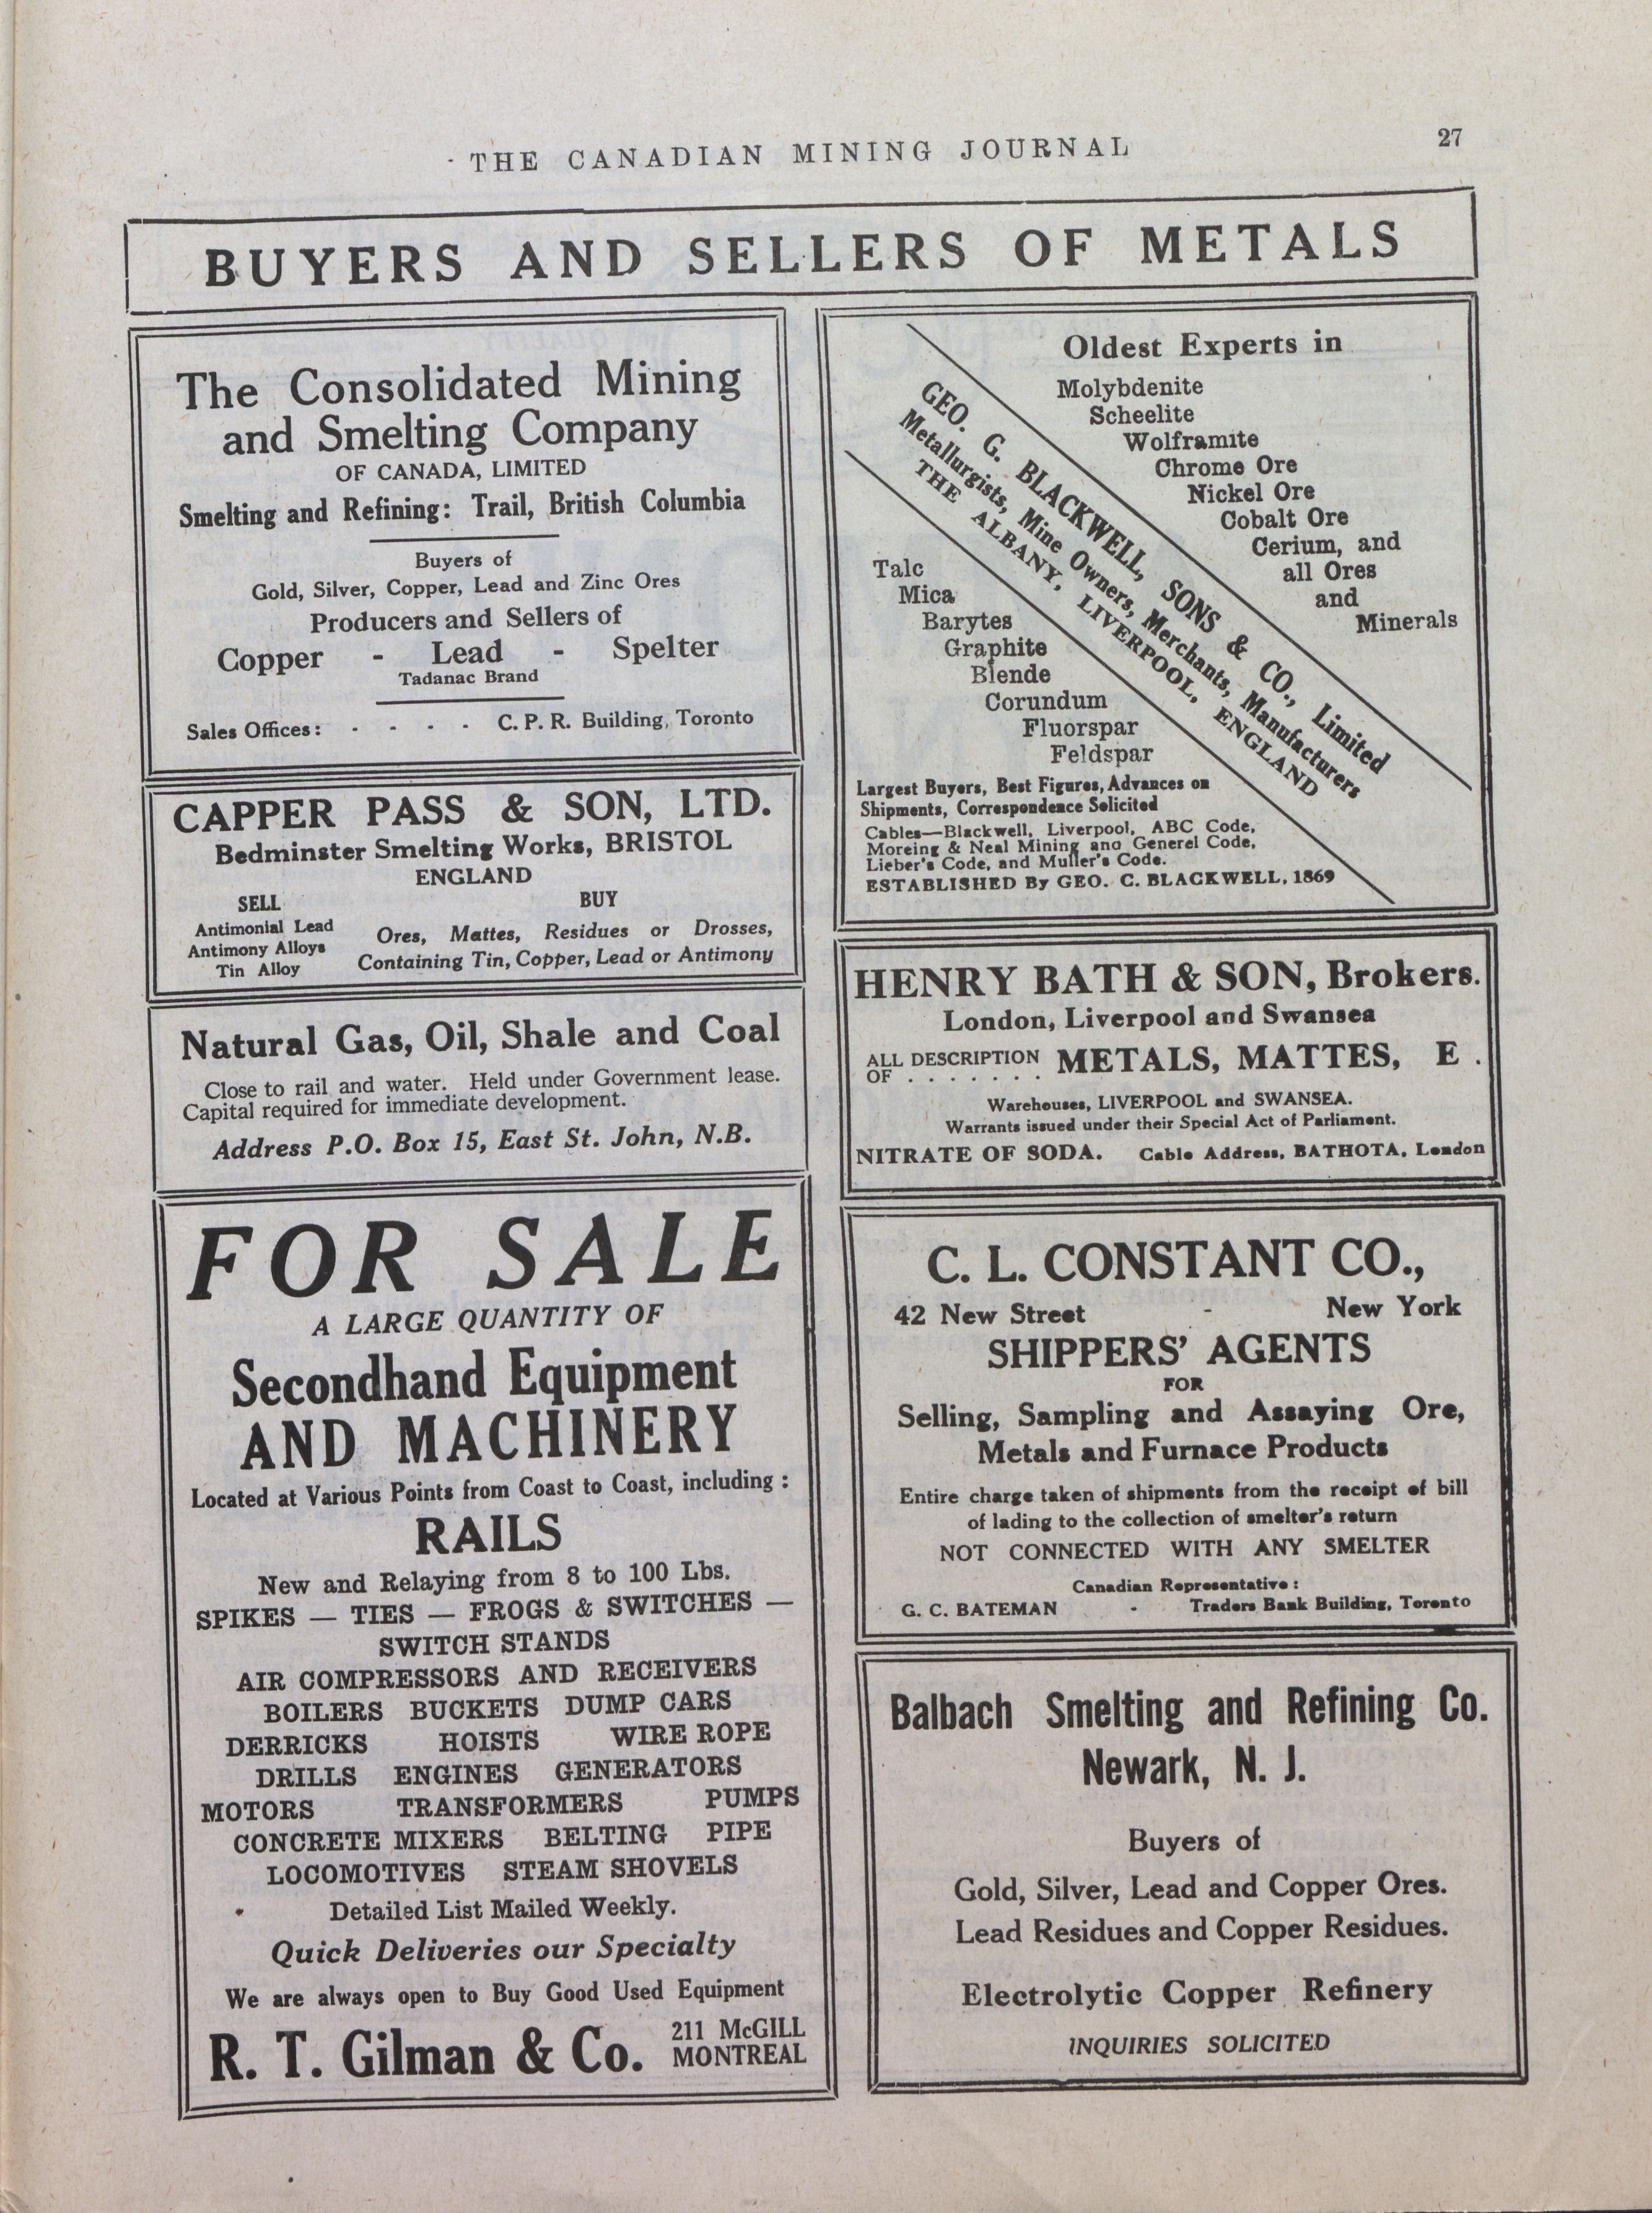 THE CANADIAN MINING JOURNAL 27
BUYERS AND SELLERS OF METALS
The Consolidated Mining
and Smelting Company
OF CANADA, LIMITED
Smelting and Refining: Trail, British Columbia
Buyers of
Gold, Silver, Copper, Lead and Zinc Ores
Producers and Sellers of
Copper - Lead - Spelter
Tadanac Brand
Sales Offices: - - - - C. P. R. Building, Toronto
CAPPER PASS & SON, LTD.
Bedminster Smelting Works, BRISTOL
ENGLAND
SELL
Antimonial Lead
Antimony Alloys
Tin Alloy
BUY
Ores, Mattes, Residues or Drosses,
Containing Tin, Copper, Lead or Antimony
Natural Gas, Oil, Shale and Coal
Close to rail and water. Held under Government lease.
Capital required for immediate development.
Address P.O. Box 15, East St. John, N.B.
FOR SALE
A LARGE QUANTITY OF
Secondhand Equipment
AND MACHINERY
Located at Various Points from Coast to Coast, including :
RAILS
New and Relaying from 8 to 100 Lbs.
SPIKES — TIES — FROGS & SWITCHES —
SWITCH STANDS
AIR COMPRESSORS AND RECEIVERS
BOILERS BUCKETS DUMP CARS
DERRICKS HOISTS WIRE ROPE
DRILLS ENGINES GENERATORS
MOTORS TRANSFORMERS PUMPS
CONCRETE MIXERS BELTING PIPE
LOCOMOTIVES STEAM SHOVELS
Detailed List Mailed Weekly.
Quick Deliveries our Specialty
We are always open to Buy Good Used Equipment
R. T. Gilman & Co. 211 McGILL
MONTREAL
Oldest Experts in
Molybdenite
Scheelite
Wolframite
Chrome Ore
Nickel Ore
Cobalt Ore
Cerium, and
all Ores
and
Minerals
GEO. G. BLACKWELL, SONS & CO., Limited
Metallurgists, Mine Owners, Merchants, Manufacturers
THE ALBANY, LIVERPOOL, ENGLAND
Talc
Mica
Barytes
Graphite
Blende
Corundum
Fluorspar
Feldspar
Largest Buyers, Best Figures, Advances on
Shipments, Correspondence Solicited
Cables—Blackwell, Liverpool, ABC Code,
Moreing & Neal Mining and General Code,
Lieber's Code, and Muller's Code.
ESTABLISHED By GEO. C. BLACKWELL, 1869
HENRY BATH & SON, Brokers.
London, Liverpool and Swansea
ALL DESCRIPTION
OF . . . . . . . METALS, MATTES, E .
Warehouses, LIVERPOOL and SWANSEA.
Warrants issued under their Special Act of Parliament.
NITRATE OF SODA. Cable Address, BATHOTA, London
C. L. CONSTANT CO.,
42 New Street - New York
SHIPPERS' AGENTS
FOR
Selling, Sampling and Assaying Ore,
Metals and Furnace Products
Entire charge taken of shipments from the receipt of bill
of lading to the collection of smelter's return
NOT CONNECTED WITH ANY SMELTER
Canadian Representative :
G. C. BATEMAN - Traders Bank Building, Toronto
Balbach Smelting and Refining Co.
Newark, N. J.
Buyers of
Gold, Silver, Lead and Copper Ores.
Lead Residues and Copper Residues.
Electrolytic Copper Refinery
INQUIRIES SOLICITED